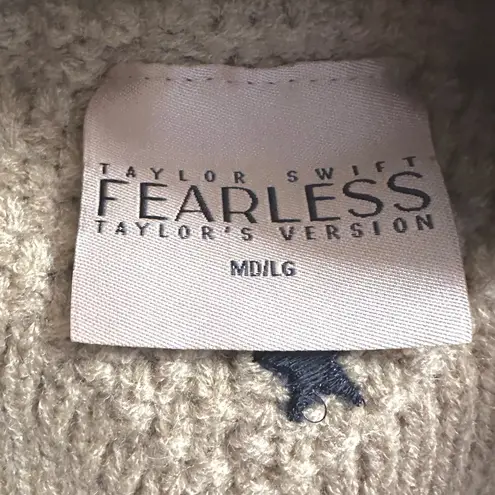 TAYLOR SWIFT
FEARLESS
TAYLOR'S VERSION
MD/LG